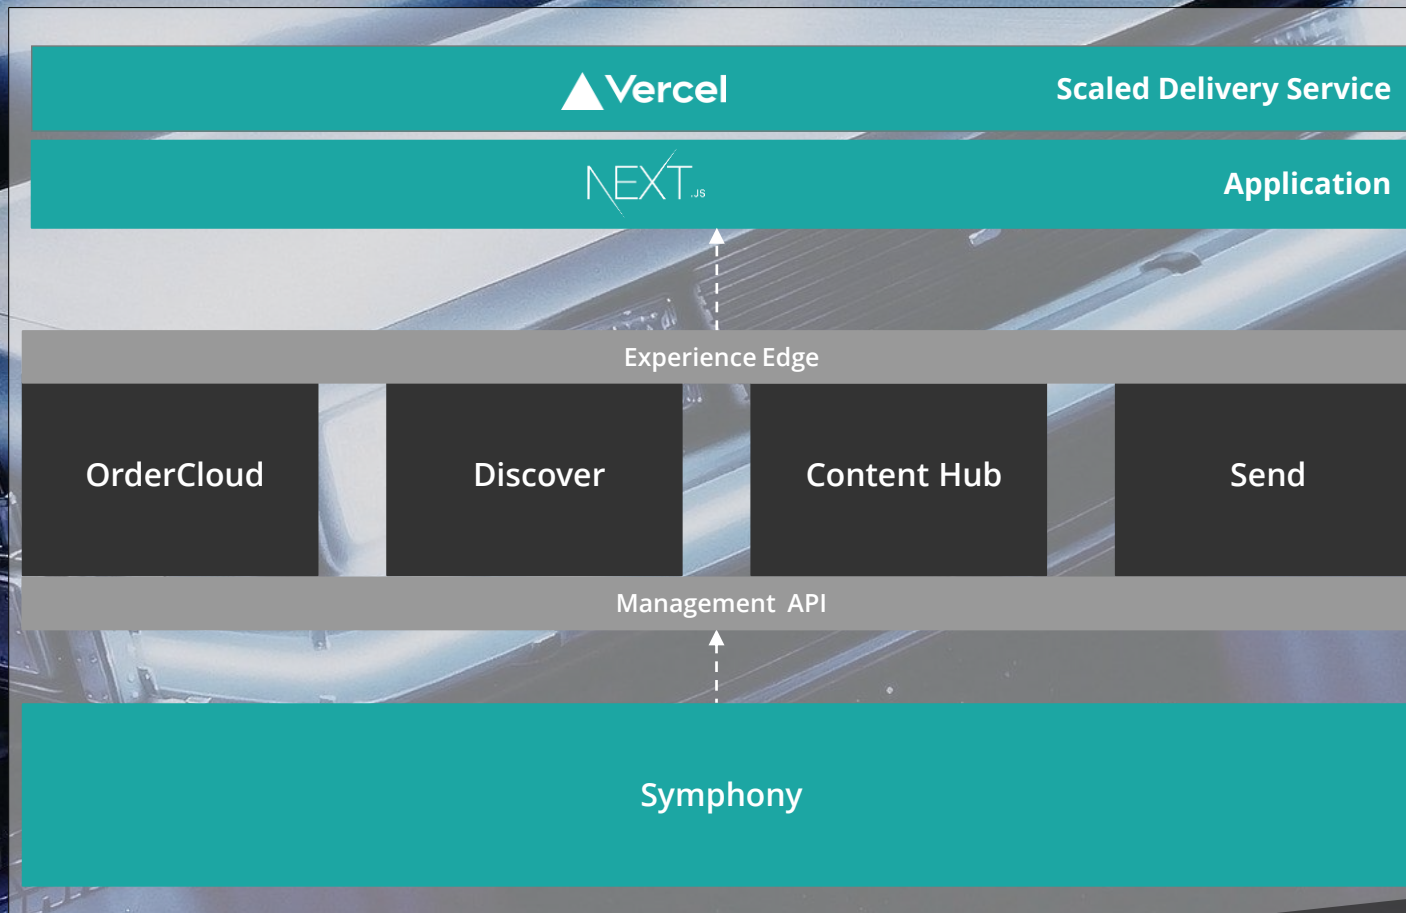 Vercel
Scaled Delivery Service
NEXT.JS
Application
Experience Edge
OrderCloud
Discover
Content Hub
Send
Management API
Symphony